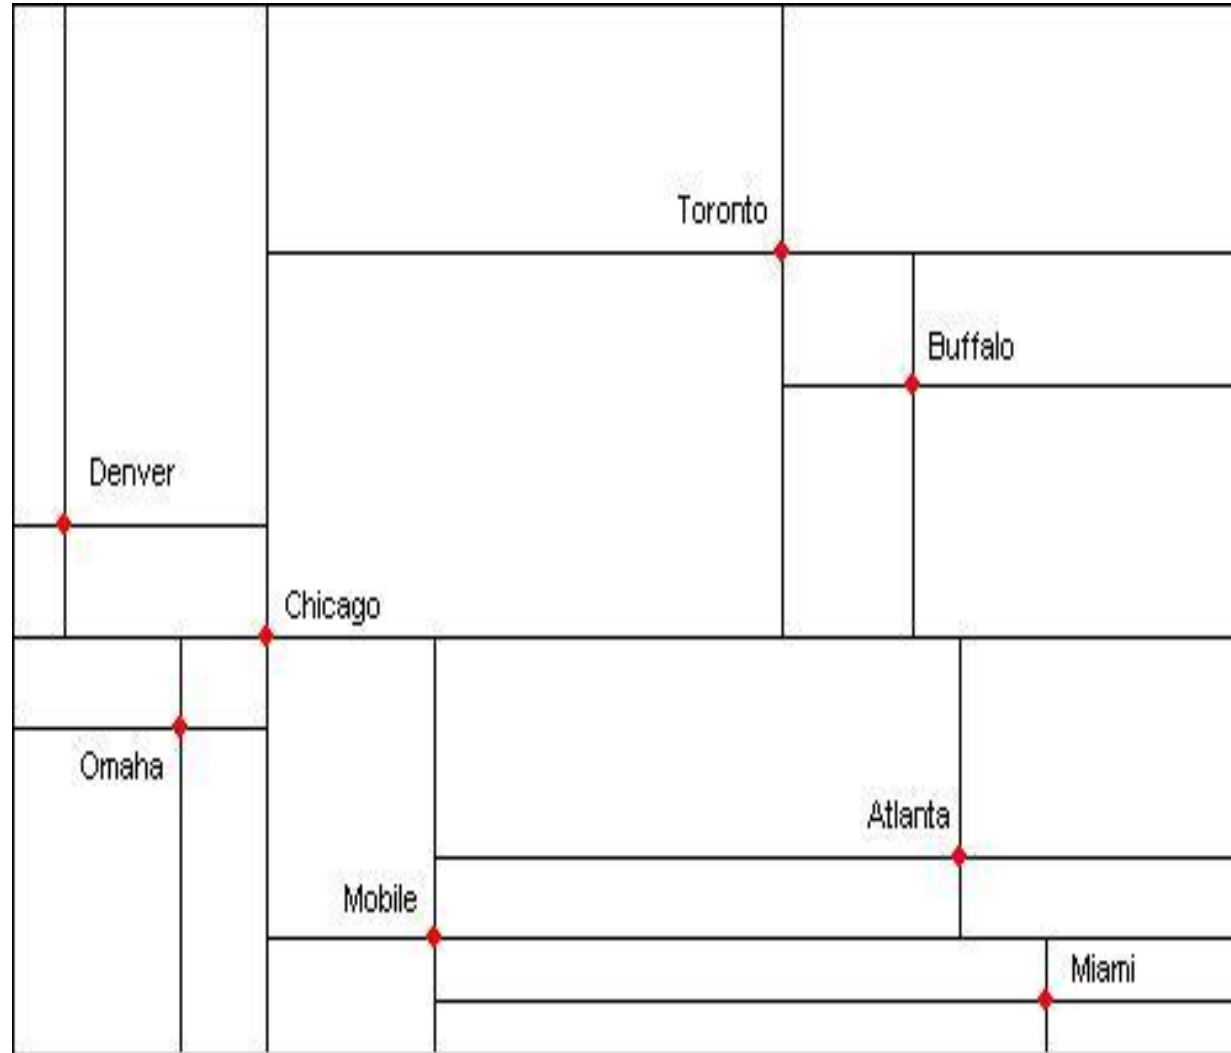 Toronto
Buffalo
Denver
Chicago
Omaha
Atlanta
Mobile
Miami